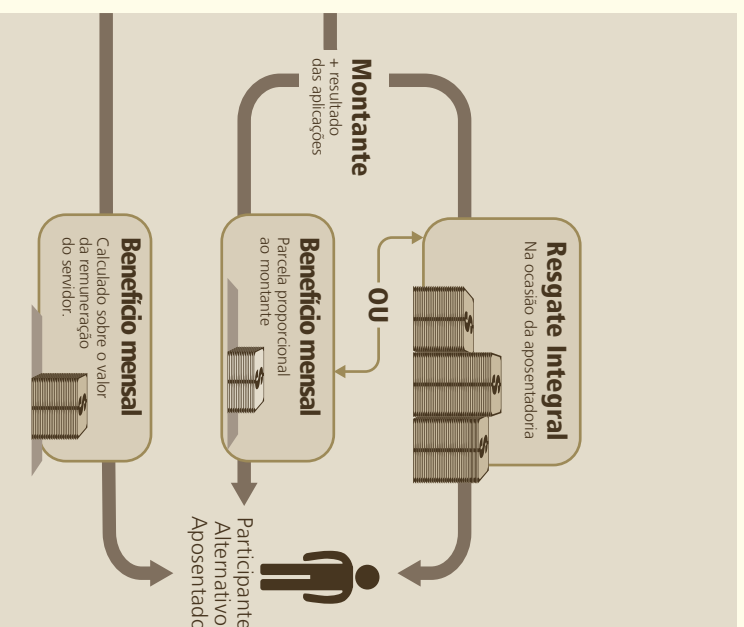 Montante
+ resultado
das aplicações
Resgate Integral
Na ocasião da aposentadoria
OU
Benefício mensal
Parcela proporcional
ao montante
Benefício mensal
Calculado sobre o valor
da remuneração
do servidor.
Participante
Alternativo
Aposentado